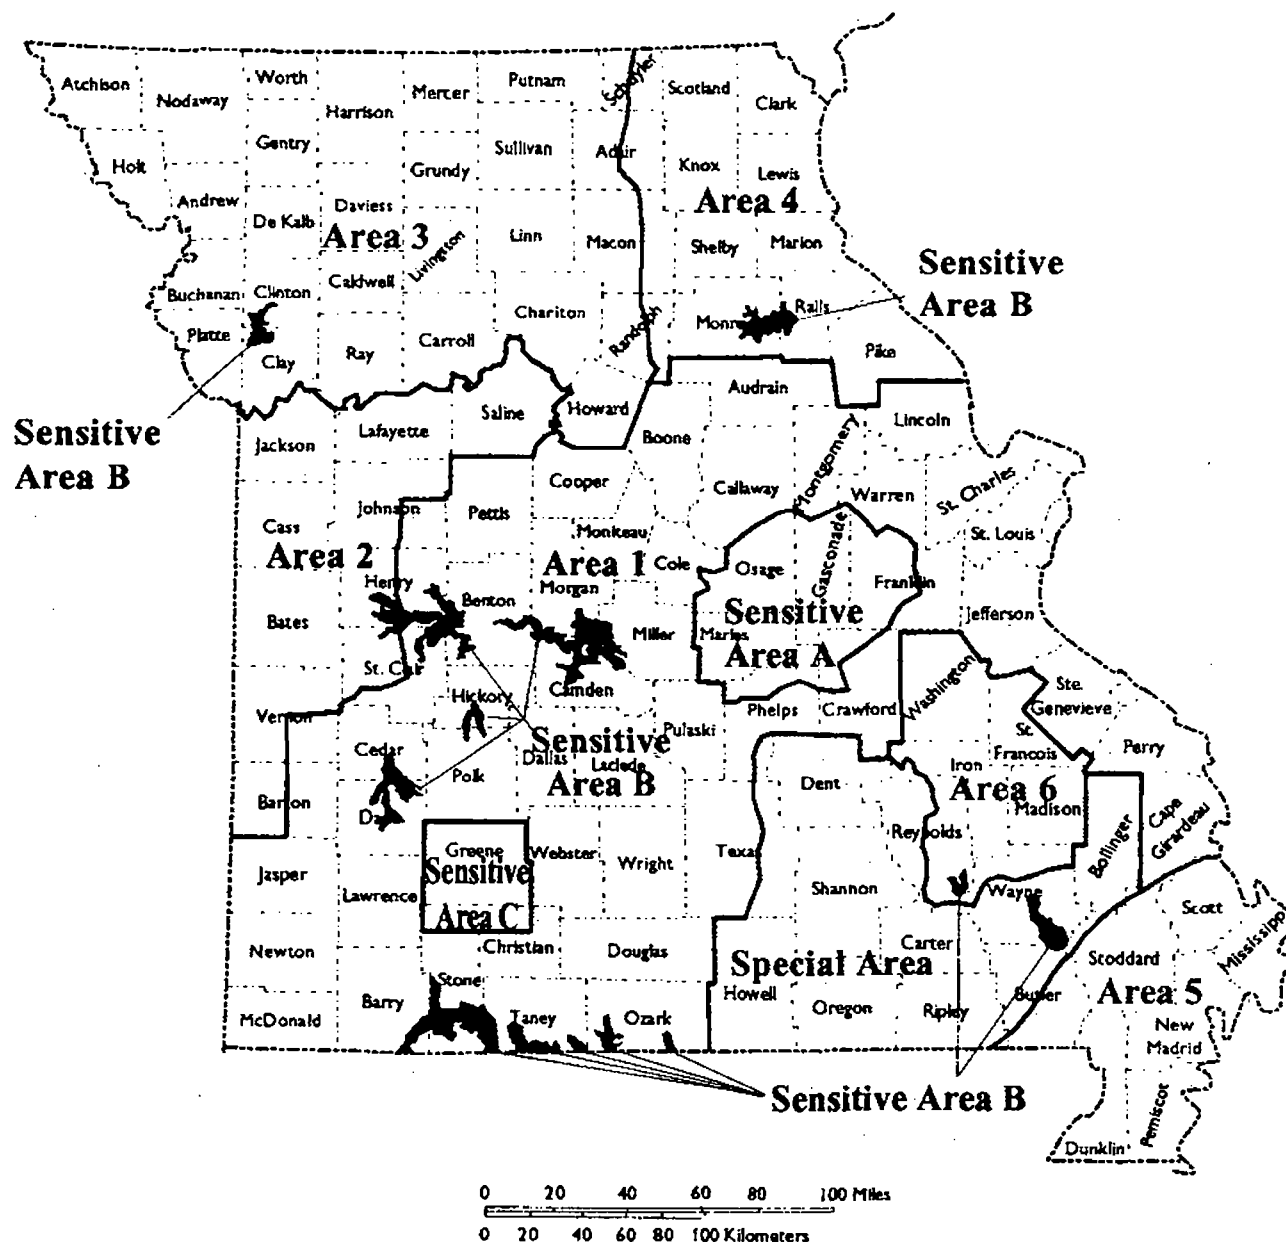 Atchison
Nodaway
Worth
Harrison
Mercer
Putnam
Schuyler
Scotland
Clark
Gentry
Sullivan
Adair
Knox
Lewis
Holt
Grundy
Area 4
Andrew
De Kalb
Daviess
Area 3
Livingston
Linn
Macon
Shelby
Marion
Sensitive
Area B
Buchanan
Clinton
Caldwell
Chariton
Randolph
Monr
Ralls
Platte
Clay
Ray
Carroll
Pike
Audrain
Sensitive
Area B
Saline
Howard
Boone
Lincoln
Jackson
Lafayette
Montgomery
Cooper
Callaway
Warren
St. Charles
Johnson
Pettis
Moniteau
St. Louis
Cass
Area 2
Area 1
Cole
Osage
Gasconade
Franklin
Henry
Benton
Morgan
Sensitive
Area A
Bates
Miller
Maries
Jefferson
St. C
Camden
Hickory
Vernon
Phelps
Crawford
Washington
Ste.
Genevieve
Pulaski
St.
Francois
Perry
Cedar
Polk
Dallas
Laclede
Sensitive
Area B
Dent
Iron
Area 6
Madison
Barton
Da
Reynolds
Bollinger
Cape
Girardeau
Greene
Webster
Wright
Texas
Jasper
Lawrence
Sensitive
Area C
Shannon
Wayne
Scott
Mississippi
Newton
Christian
Douglas
Carter
Special Area
Stoddard
Area 5
Stone
Barry
McDonald
Taney
Ozark
Howell
Oregon
Ripley
Butler
New
Madrid
Sensitive Area B
Pemiscot
Dunklin
0 20 40 60 80 100 Miles
0 20 40 60 80 100 Kilometers